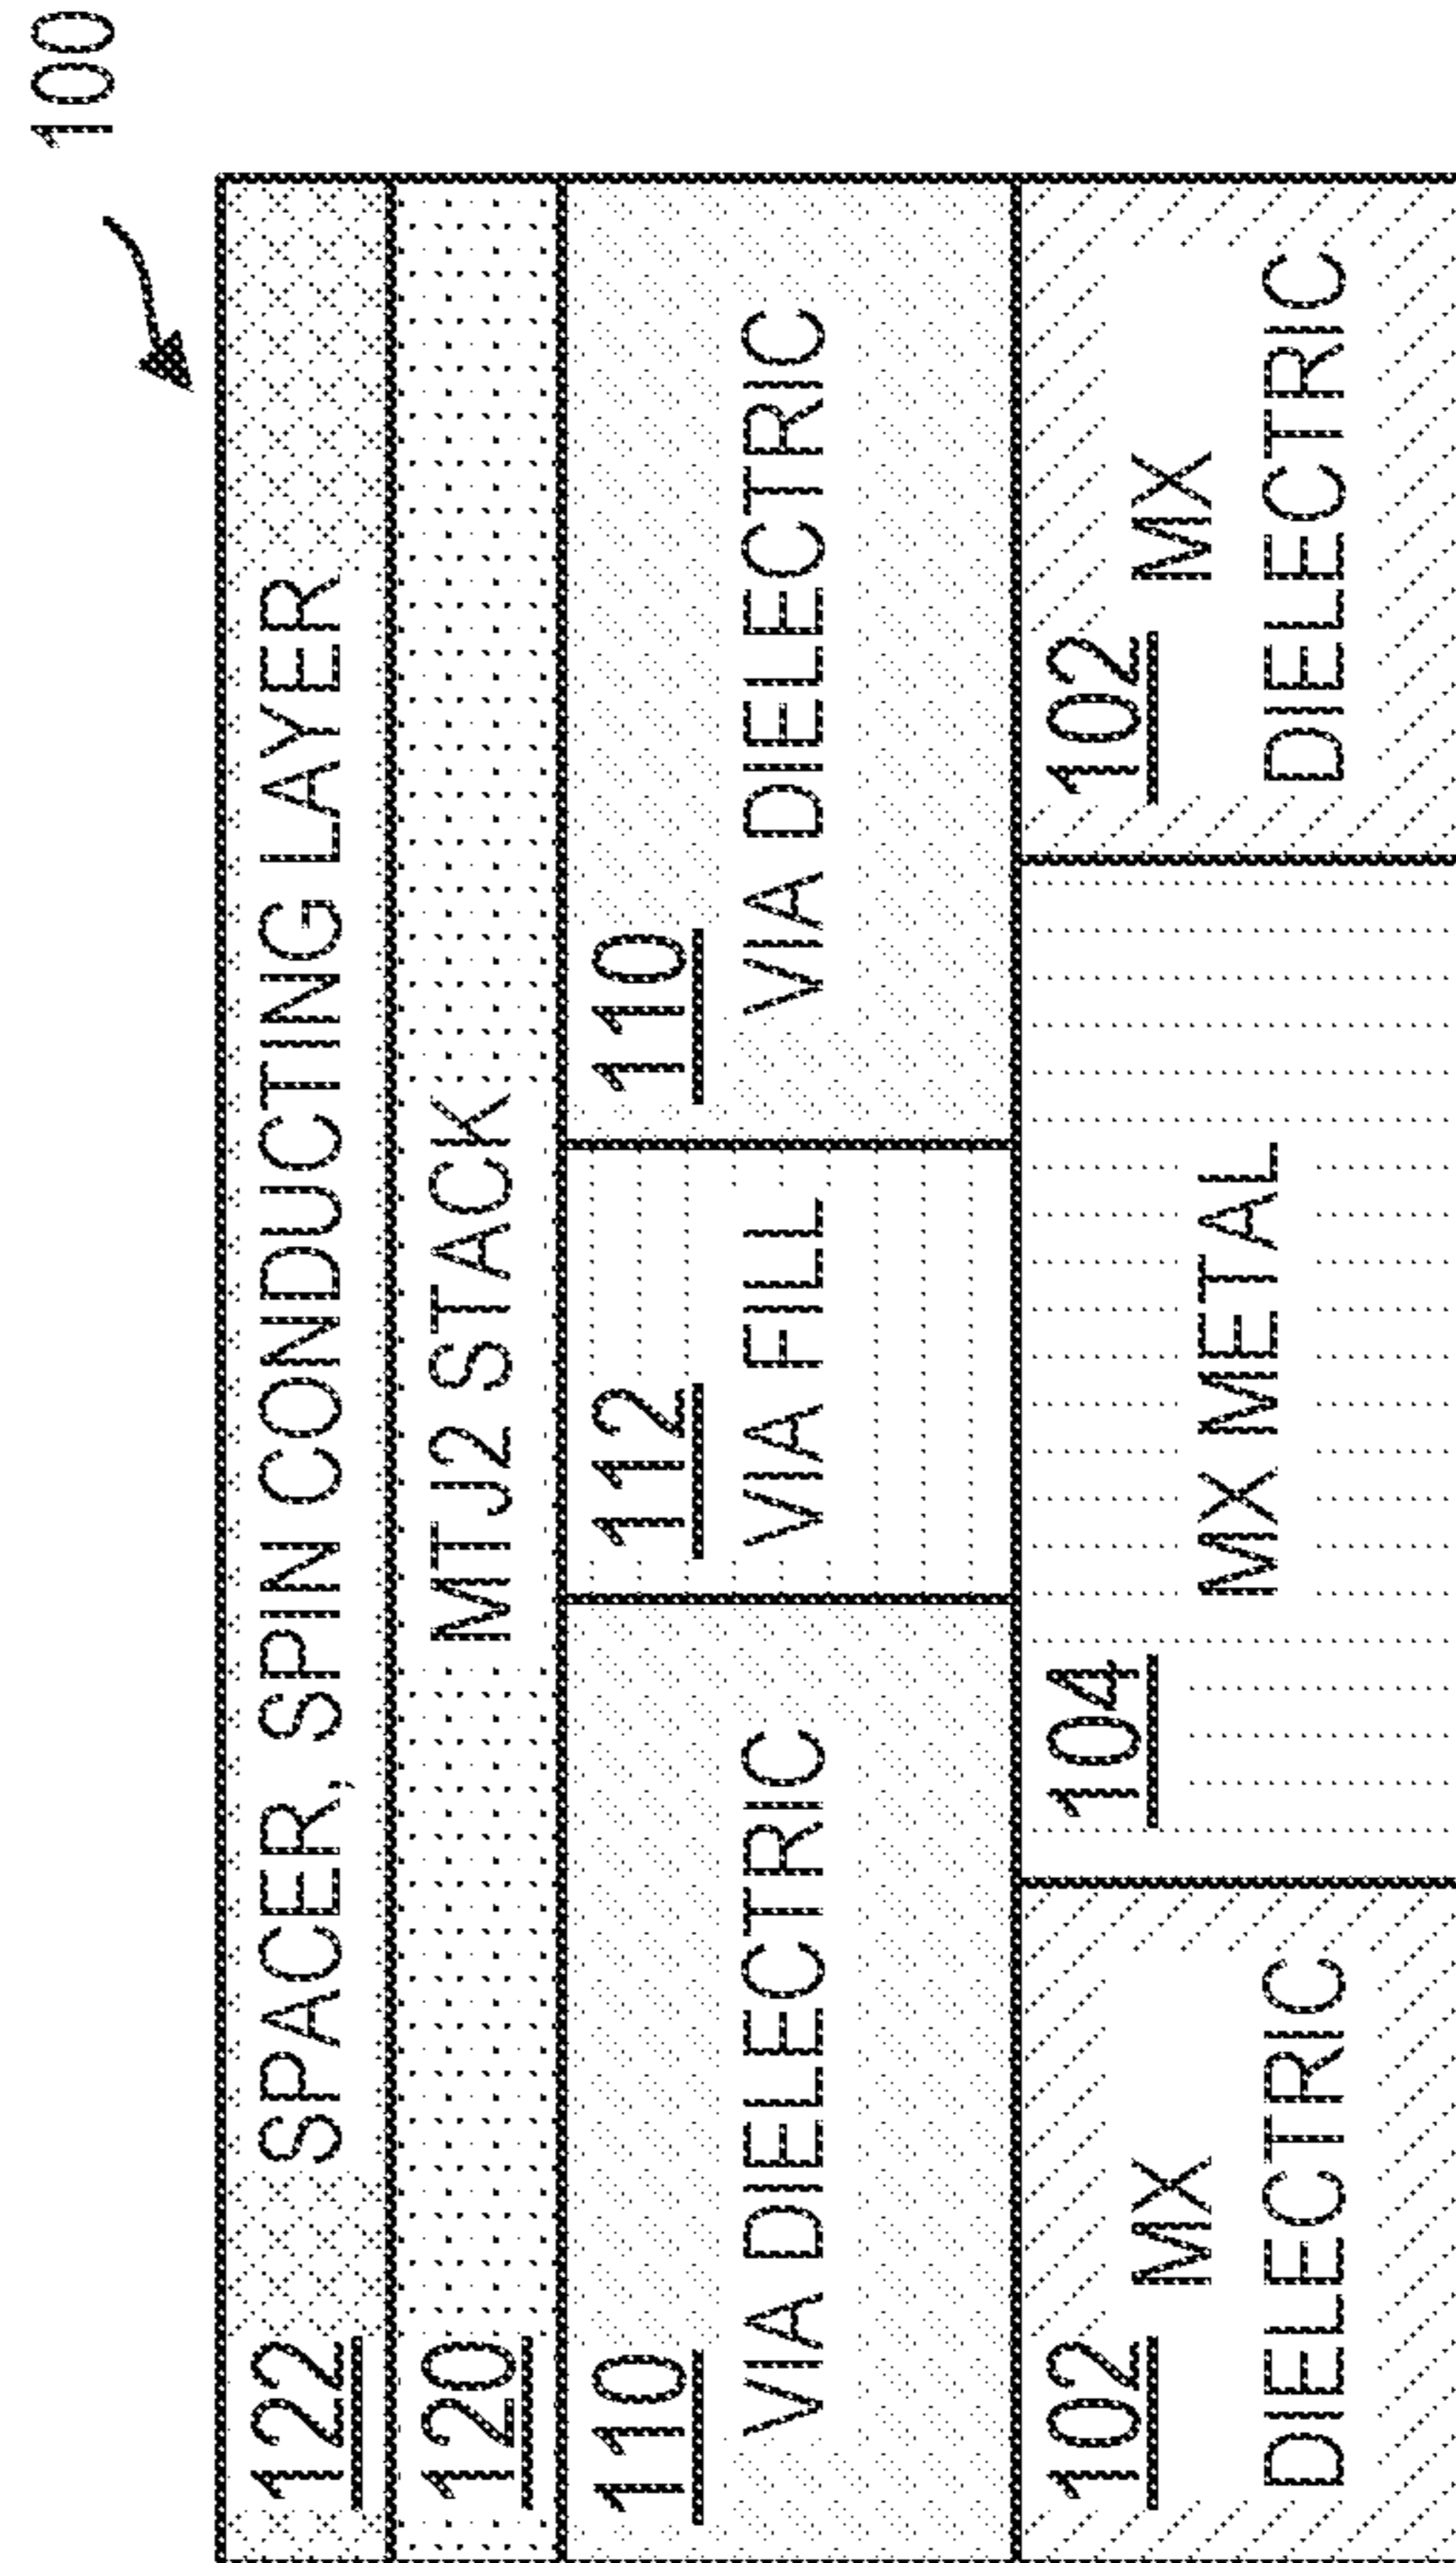 100
122 SPACER, SPIN CONDUCTING LAYER
120 MTJ2 STACK
110
VIA DIELECTRIC
112
VIA FILL
110
VIA DIELECTRIC
102
MX
DIELECTRIC
104
MX METAL
102
MX
DIELECTRIC